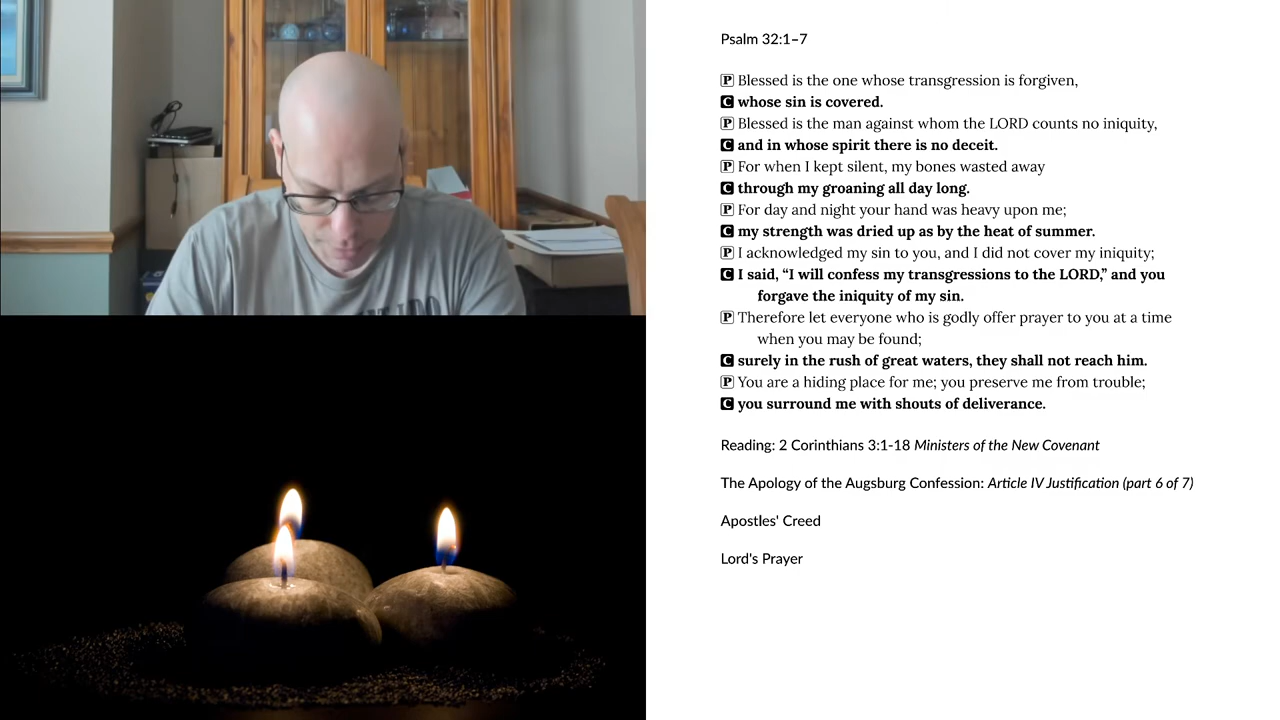 Psalm 32:1–7
P Blessed is the one whose transgression is forgiven,
C whose sin is covered.
P Blessed is the man against whom the LORD counts no iniquity,
C and in whose spirit there is no deceit.
P For when I kept silent, my bones wasted away
C through my groaning all day long.
P For day and night your hand was heavy upon me;
C my strength was dried up as by the heat of summer.
P I acknowledged my sin to you, and I did not cover my iniquity;
C I said, “I will confess my transgressions to the LORD,” and you
forgave the iniquity of my sin.
P Therefore let everyone who is godly offer prayer to you at a time
when you may be found;
C surely in the rush of great waters, they shall not reach him.
P You are a hiding place for me; you preserve me from trouble;
C you surround me with shouts of deliverance.
Reading: 2 Corinthians 3:1-18 Ministers of the New Covenant
The Apology of the Augsburg Confession: Article IV Justification (part 6 of 7)
Apostles' Creed
Lord's Prayer